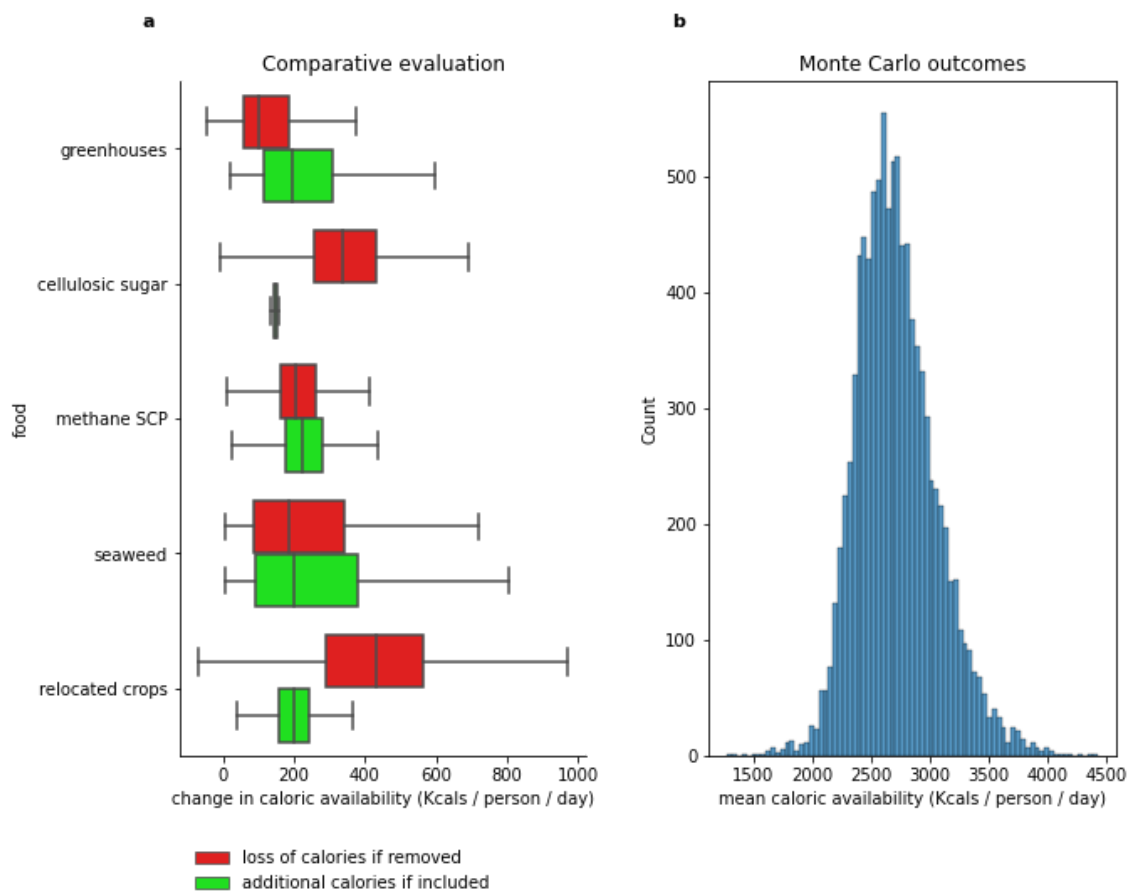 a
Comparative evaluation
greenhouses
cellulosic sugar
methane SCP
seaweed
relocated crops
food
0 200 400 600 800 1000
change in caloric availability (Kcals / person / day)
loss of calories if removed
additional calories if included
b
Monte Carlo outcomes
500
400
300
200
100
0
Count
1500 2000 2500 3000 3500 4000 4500
mean caloric availability (Kcals / person / day)